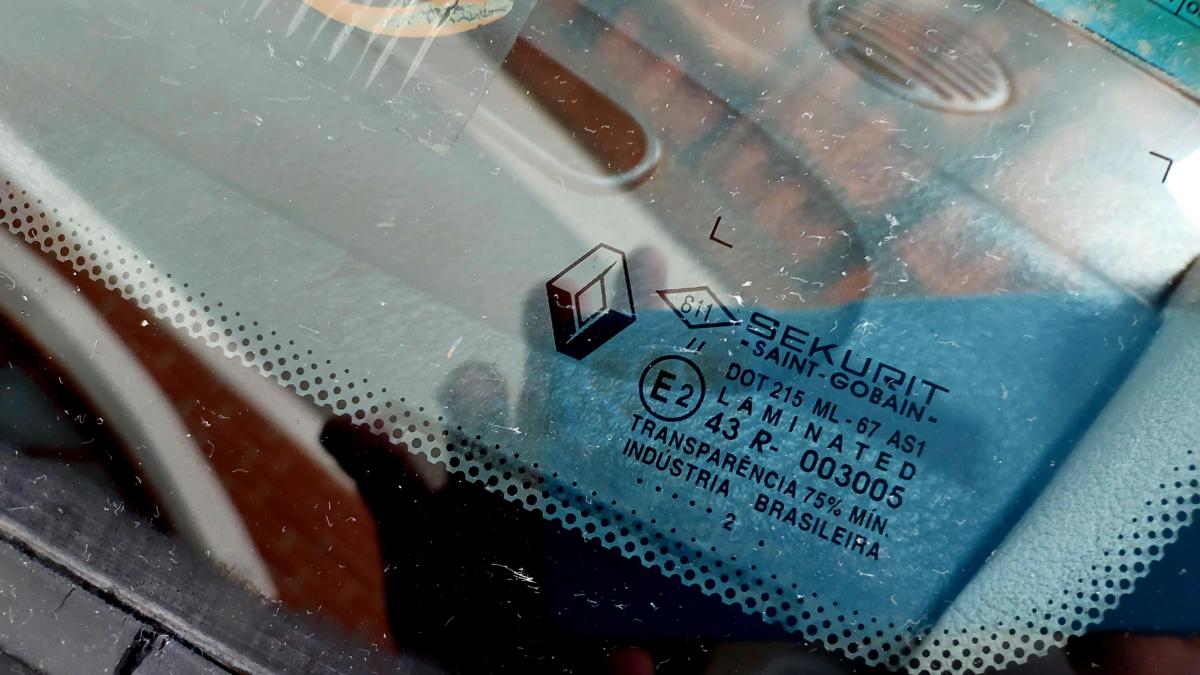 611
SEKURIT
-SAINT-GOBAIN-
DOT 215 ML-67 AS1
LAMINATED
E2
43 R- 003005
TRANSPARÊNCIA 75% MÍN.
INDÚSTRIA BRASILEIRA
. . . . . . 2 .